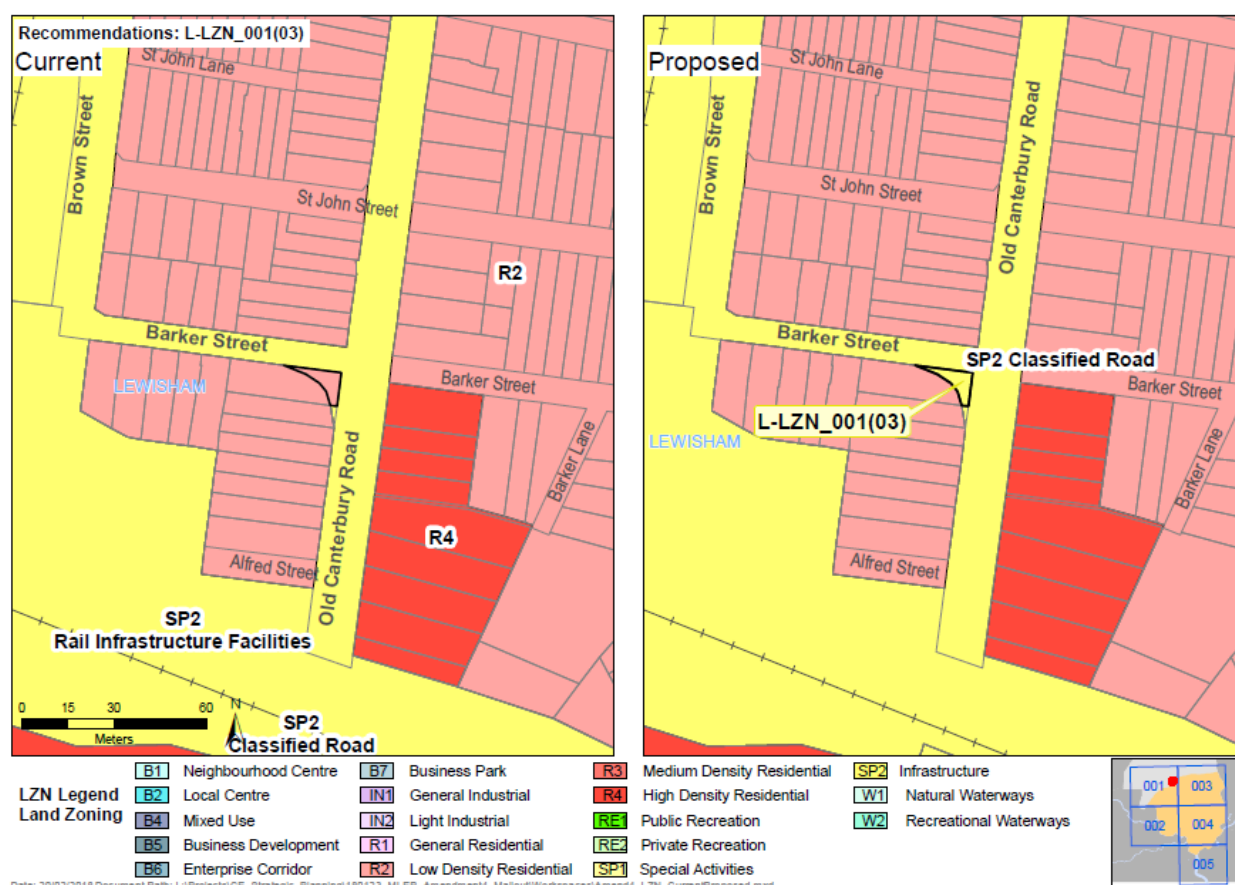 Recommendations: L-LZN_001(03)
Current
St John Lane
Brown Street
St John Street
R2
Barker Street
LEWISHAM
Barker Street
Old Canterbury Road
Barker Lane
R4
Alfred Street
SP2
Rail Infrastructure Facilities
0 15 30 60
Meters
N
SP2
Classified Road
Proposed
St John Lane
Brown Street
Old Canterbury Road
St John Street
Barker Street
SP2 Classified Road
Barker Street
L-LZN_001(03)
LEWISHAM
Barker Lane
Alfred Street
LZN Legend
Land Zoning
B1 Neighbourhood Centre
B2 Local Centre
B4 Mixed Use
B5 Business Development
B6 Enterprise Corridor
B7 Business Park
IN1 General Industrial
IN2 Light Industrial
R1 General Residential
R2 Low Density Residential
R3 Medium Density Residential
R4 High Density Residential
RE1 Public Recreation
RE2 Private Recreation
SP1 Special Activities
SP2 Infrastructure
W1 Natural Waterways
W2 Recreational Waterways
001 003
002 004
005